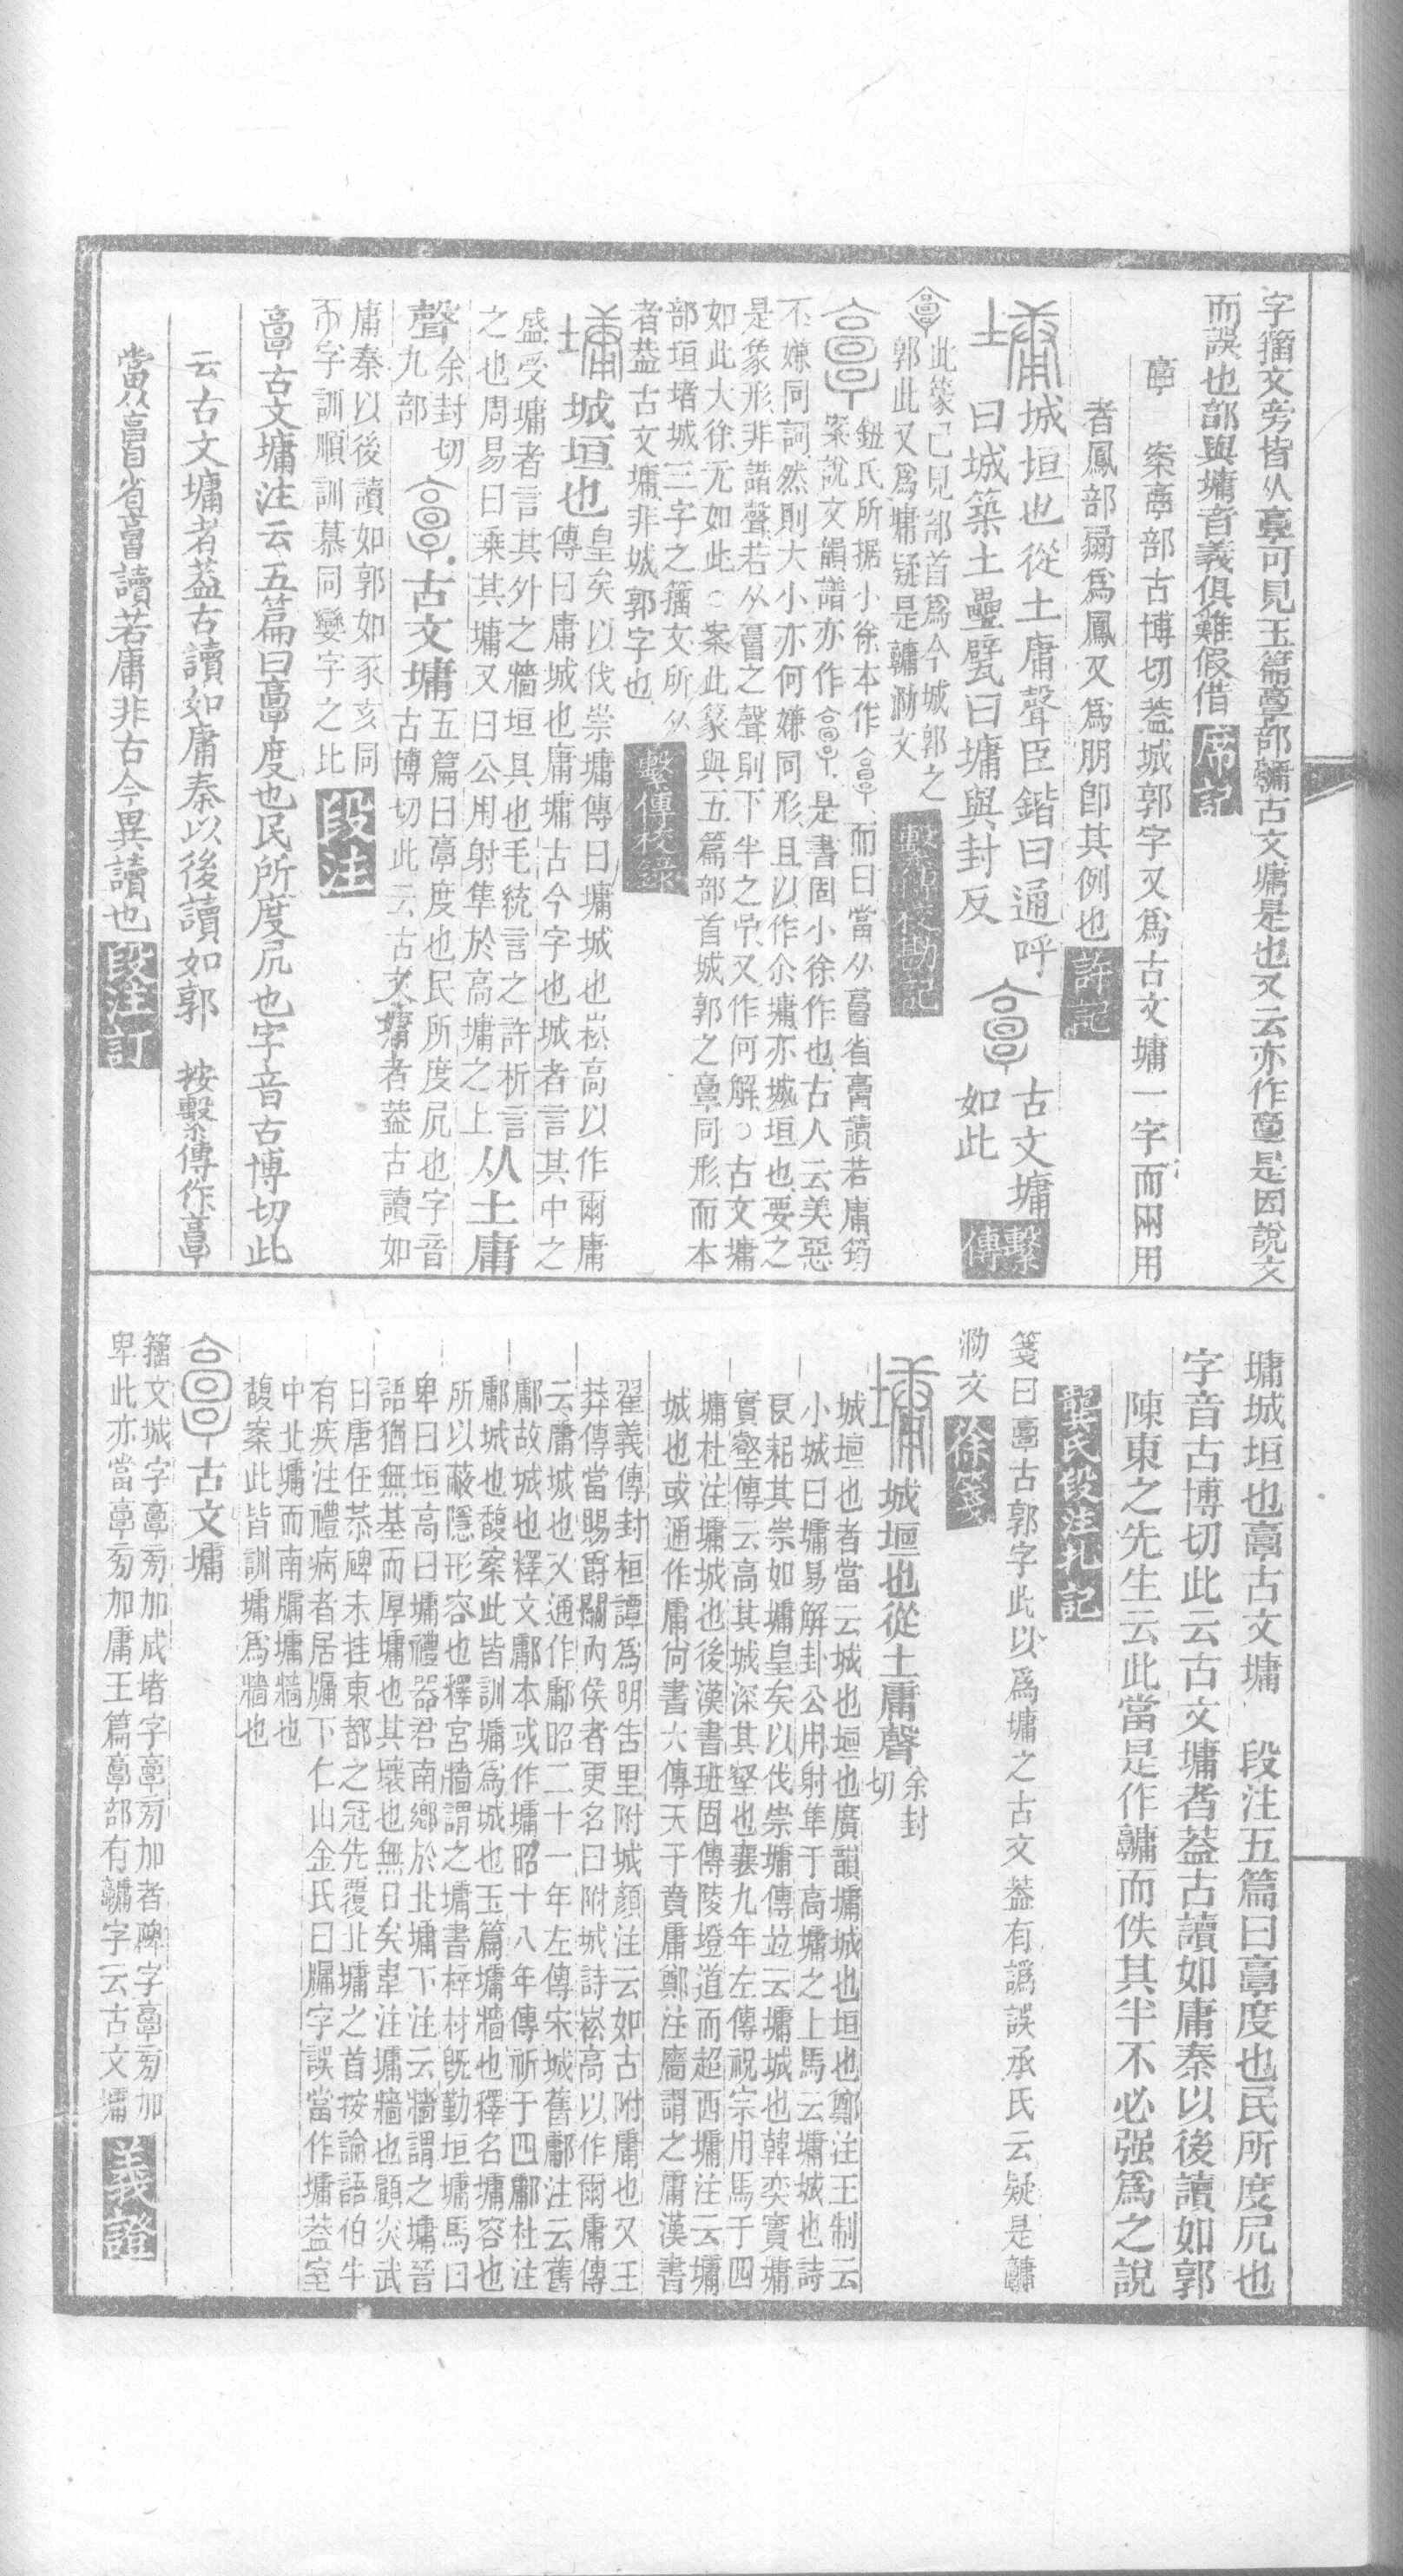 字籒文旁皆从𩫖可見玉篇𩫖部𩫨古文墉是也又云亦作𩫖是因說文
而誤也部與墉音義俱難假借 席記
𩫖 案𩫖部古博切葢城郭字又爲古文墉一字而兩用
者鳳部朋爲鳳又爲朋卽其例也 許記
墉 城垣也從土庸聲臣鍇曰通呼
曰城築土壘壁曰墉與封反 𩫖 古文墉
如此 繫傳
𩫖 此篆已見部首爲今城郭之
郭此又爲墉疑是𩫨泐文 繫傳校勘記
𩫖 鈕氏所据小徐本作𩫖而曰當从𩫖省𩫖讀若庸筠
案說文韻譜亦作𩫖是書固小徐作也古人云美惡
不嫌同詞然則大小亦何嫌同形且以作尒墉亦城垣也要之
是象形非諧聲若从𩫖之聲則下半之𠅃又作何解○古文墉
如此大徐无如此○案此篆與五篇部首城郭之𩫖同形而本
部垣堵城三字之籒文所从
者葢古文墉非城郭字也 繫傳校錄
墉 城垣也 皇矣以伐崇墉傳曰墉城也崧高以作爾庸
傳曰庸城也庸墉古今字也城者言其中之
盛受墉者言其外之牆垣具也毛統言之許析言
之也周易曰乘其墉又曰公用射隼於高墉之上 从土庸
聲 余封切
九部 𩫖 古文墉 五篇曰𩫖度也民所度凥也字音
古博切此云古文墉者葢古讀如
庸秦以後讀如郭如豕亥同
而字訓順訓慕同孌字之比 段注
𩫖古文墉注云五篇曰𩫖度也民所度凥也字音古博切此
云古文墉者葢古讀如庸秦以後讀如郭 按繫傳作𩫖
當从𩫖省𩫖讀若庸非古今異讀也 段注訂
墉城垣也𩫖古文墉 段注五篇曰𩫖度也民所度凥也
字音古博切此云古文墉者葢古讀如庸秦以後讀如郭
陳東之先生云此當是作𩫨而佚其半不必强爲之說
龔氏段注札記
箋曰𩫖古郭字此以爲墉之古文葢有譌誤承氏云疑是𩫨
泐文 徐箋
墉 城垣也從土庸聲 余封
切
城垣也者當云城也垣也廣韻墉城也垣也鄭注王制云
小城曰墉易解卦公用射隼于高墉之上馬云墉城也詩
良耜其崇如墉皇矣以伐崇墉傳竝云墉城也韓奕實墉
實壑傳云高其城深其壑也襄九年左傳祝宗用馬于四
墉杜注墉城也後漢書班固傳陵墱道而超西墉注云墉
城也或通作庸尙書大傳天子賁庸鄭注牆謂之庸漢書
翟義傳封桓譚爲明告里附城顏注云如古附庸也又王
莽傳當賜爵關內侯者更名曰附城詩崧高以作爾庸傳
云庸城也又通作鄘昭二十一年左傳宋城舊鄘注云舊
鄘故城也釋文鄘本或作墉昭十八年傳祈于四鄘杜注
鄘城也馥案此皆訓墉爲城也玉篇墉牆也釋名墉容也
所以蔽隱形容也釋宮牆謂之墉書梓材旣勤垣墉馬曰
卑曰垣高曰墉禮器君南鄉於北墉下注云牆謂之墉晉
語猶無基而厚墉也其壞也無日矣韋注墉牆也顧炎武
曰唐任恭碑未挂東都之冠先覆北墉之首按論語伯牛
有疾注禮病者居牖下仁山金氏曰牖字誤當作墉葢室
中北墉而南牖墉牆也
馥案此皆訓墉爲牆也
𩫖 古文墉
籒文城字𩫖㫄加成堵字𩫖㫄加者陴字𩫖㫄加
卑此亦當𩫖㫄加庸玉篇𩫖部有𩫨字云古文墉 義證